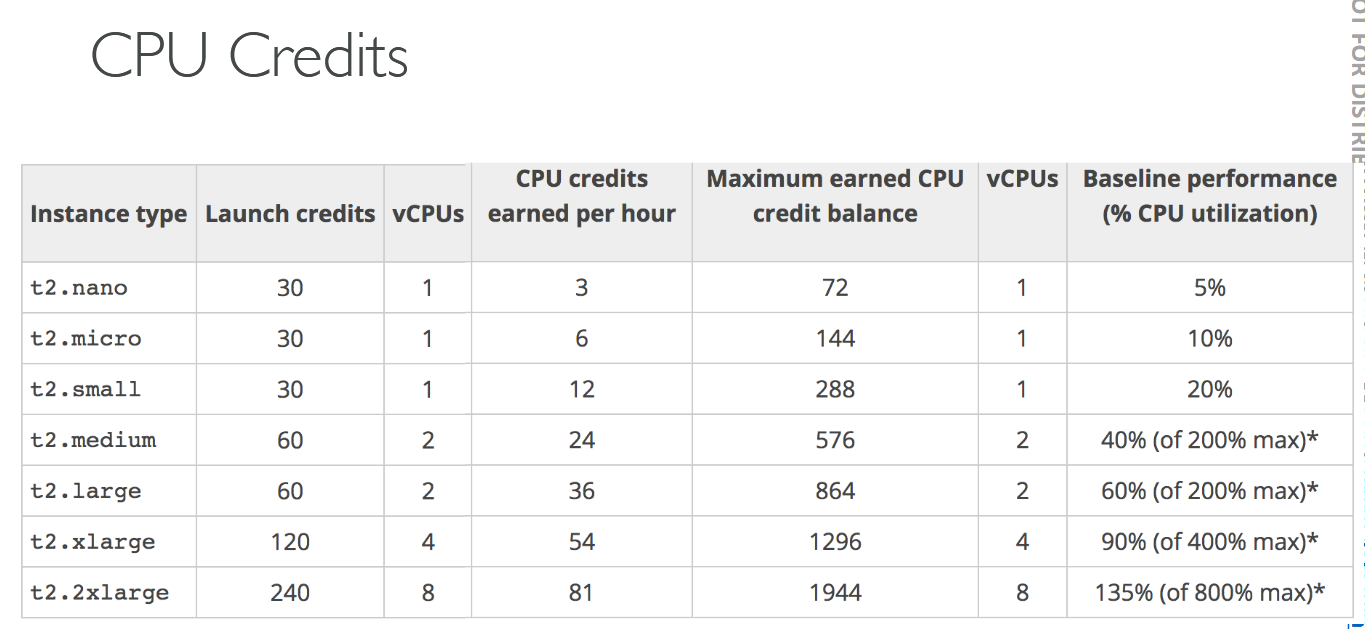 CPU Credits
Instance type Launch credits vCPUs CPU credits earned per hour Maximum earned CPU credit balance vCPUs Baseline performance (% CPU utilization)
t2.nano 30 1 3 72 1 5%
t2.micro 30 1 6 144 1 10%
t2.small 30 1 12 288 1 20%
t2.medium 60 2 24 576 2 40% (of 200% max)*
t2.large 60 2 36 864 2 60% (of 200% max)*
t2.xlarge 120 4 54 1296 4 90% (of 400% max)*
t2.2xlarge 240 8 81 1944 8 135% (of 800% max)*
FOR